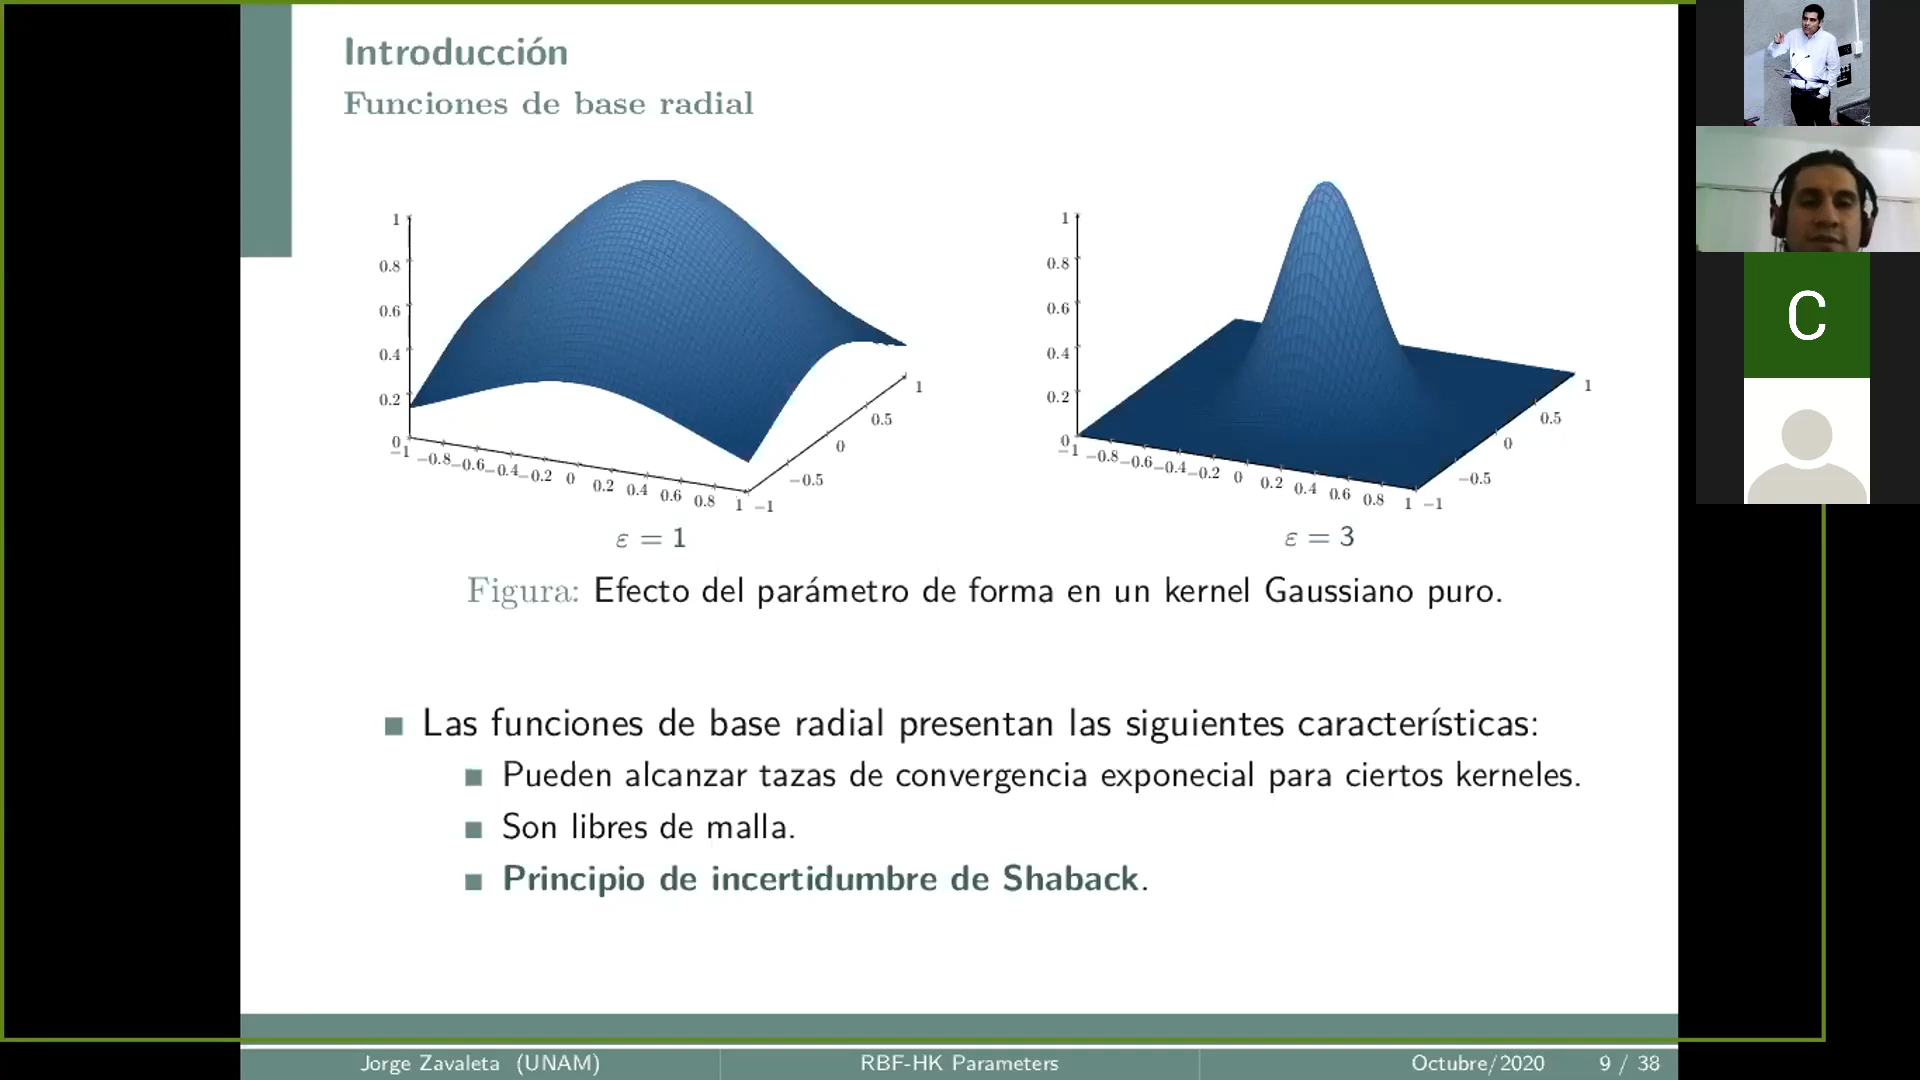 Introducción
Funciones de base radial
1
0.8
0.6
0.4
0.2
0
−1 −0.8 −0.6 −0.4 −0.2 0 0.2 0.4 0.6 0.8 1
−1 −0.5 0 0.5 1
ε = 1
1
0.8
0.6
0.4
0.2
0
−1 −0.8 −0.6 −0.4 −0.2 0 0.2 0.4 0.6 0.8 1
−1 −0.5 0 0.5 1
ε = 3
Figura: Efecto del parámetro de forma en un kernel Gaussiano puro.
Las funciones de base radial presentan las siguientes características:
Pueden alcanzar tazas de convergencia exponecial para ciertos kerneles.
Son libres de malla.
Principio de incertidumbre de Shaback.
Jorge Zavaleta (UNAM) RBF-HK Parameters Octubre/2020 9 / 38
C